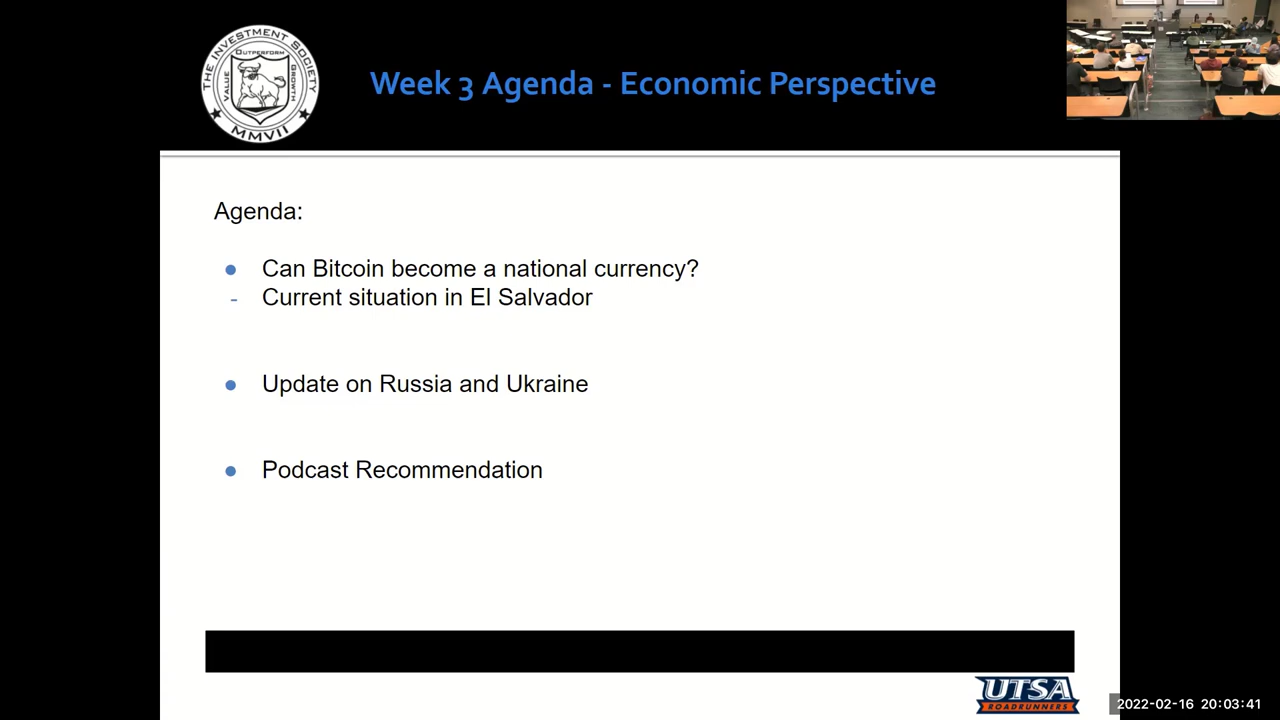 THE INVESTMENT SOCIETY
OUTPERFORM
VALUE
GROWTH
MMVII
Week 3 Agenda - Economic Perspective
Agenda:
● Can Bitcoin become a national currency?
- Current situation in El Salvador
● Update on Russia and Ukraine
● Podcast Recommendation
UTSA
ROADRUNNERS
2022-02-16 20:03:41